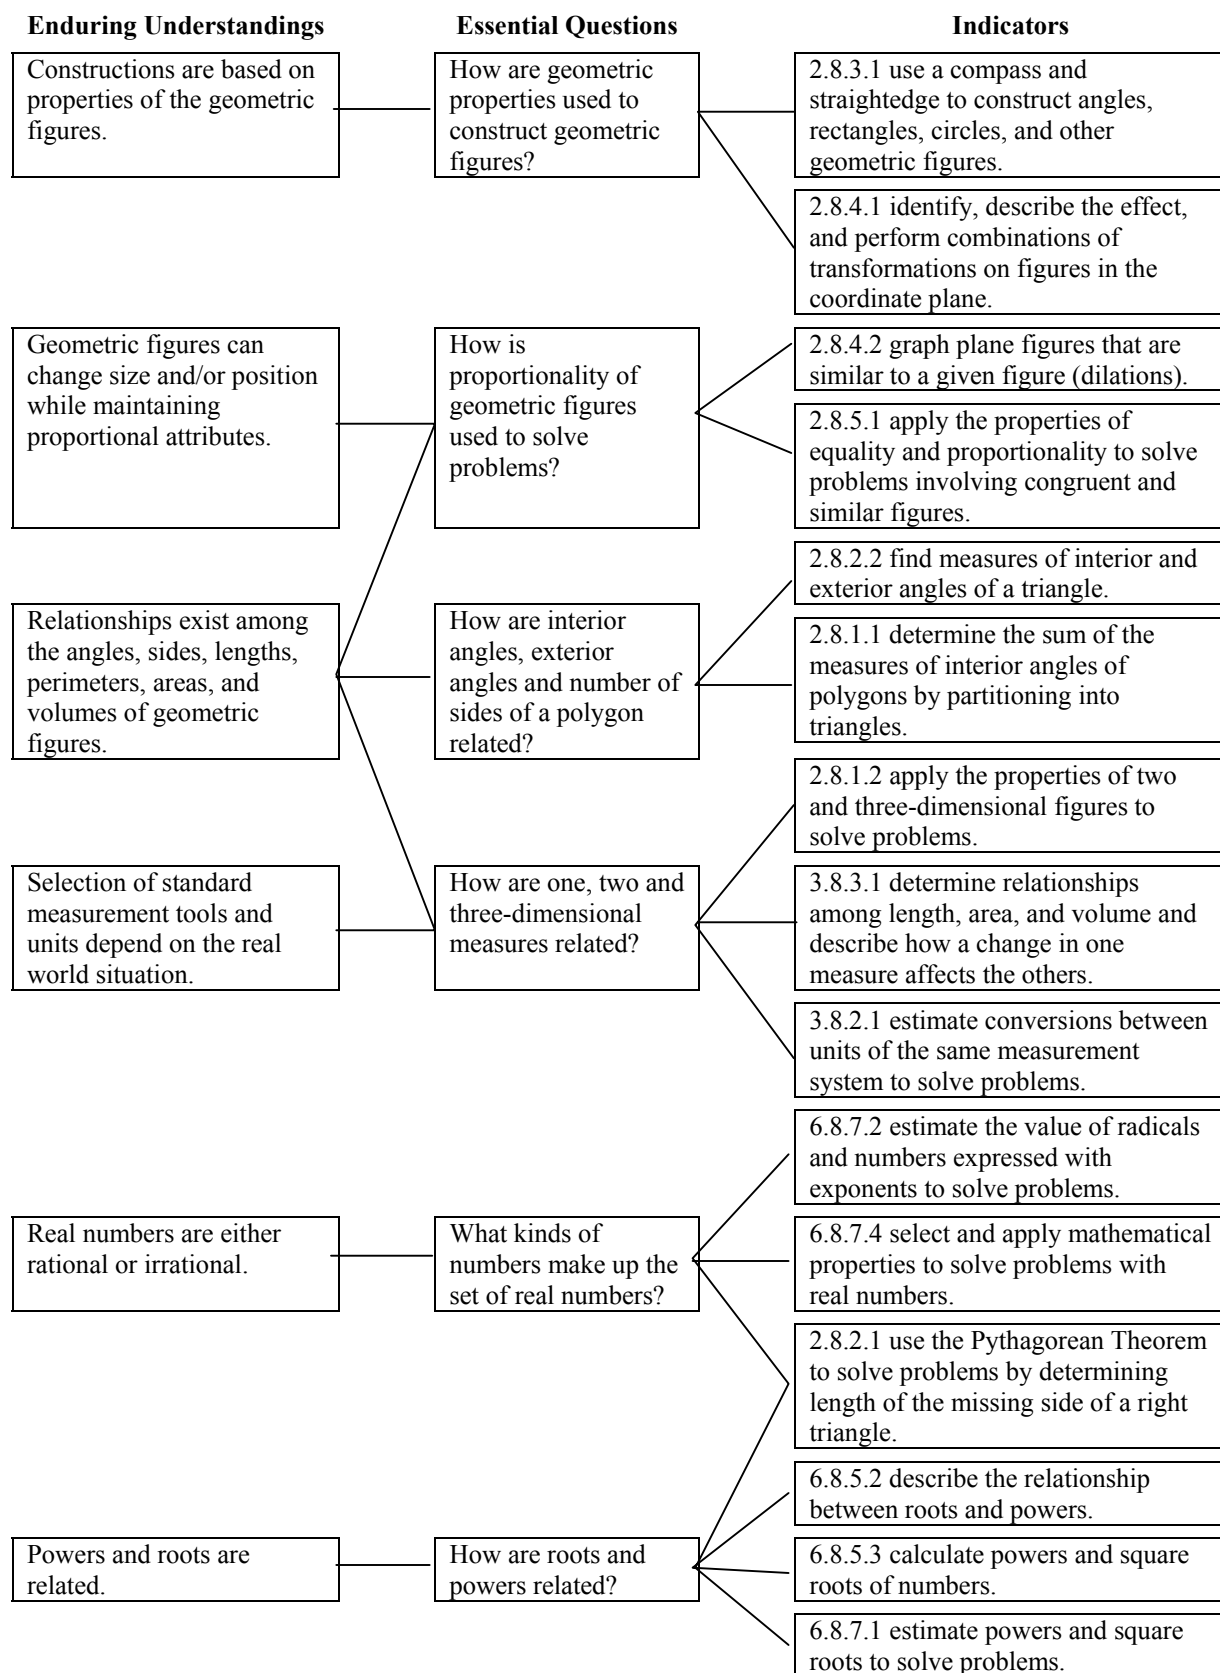 Enduring Understandings
Essential Questions
Indicators
Constructions are based on
properties of the geometric
figures.
How are geometric
properties used to
construct geometric
figures?
2.8.3.1 use a compass and
straightedge to construct angles,
rectangles, circles, and other
geometric figures.
2.8.4.1 identify, describe the effect,
and perform combinations of
transformations on figures in the
coordinate plane.
Geometric figures can
change size and/or position
while maintaining
proportional attributes.
How is
proportionality of
geometric figures
used to solve
problems?
2.8.4.2 graph plane figures that are
similar to a given figure (dilations).
2.8.5.1 apply the properties of
equality and proportionality to solve
problems involving congruent and
similar figures.
Relationships exist among
the angles, sides, lengths,
perimeters, areas, and
volumes of geometric
figures.
How are interior
angles, exterior
angles and number of
sides of a polygon
related?
2.8.2.2 find measures of interior and
exterior angles of a triangle.
2.8.1.1 determine the sum of the
measures of interior angles of
polygons by partitioning into
triangles.
2.8.1.2 apply the properties of two
and three-dimensional figures to
solve problems.
Selection of standard
measurement tools and
units depend on the real
world situation.
How are one, two and
three-dimensional
measures related?
3.8.3.1 determine relationships
among length, area, and volume and
describe how a change in one
measure affects the others.
3.8.2.1 estimate conversions between
units of the same measurement
system to solve problems.
6.8.7.2 estimate the value of radicals
and numbers expressed with
exponents to solve problems.
Real numbers are either
rational or irrational.
What kinds of
numbers make up the
set of real numbers?
6.8.7.4 select and apply mathematical
properties to solve problems with
real numbers.
2.8.2.1 use the Pythagorean Theorem
to solve problems by determining
length of the missing side of a right
triangle.
6.8.5.2 describe the relationship
between roots and powers.
Powers and roots are
related.
How are roots and
powers related?
6.8.5.3 calculate powers and square
roots of numbers.
6.8.7.1 estimate powers and square
roots to solve problems.